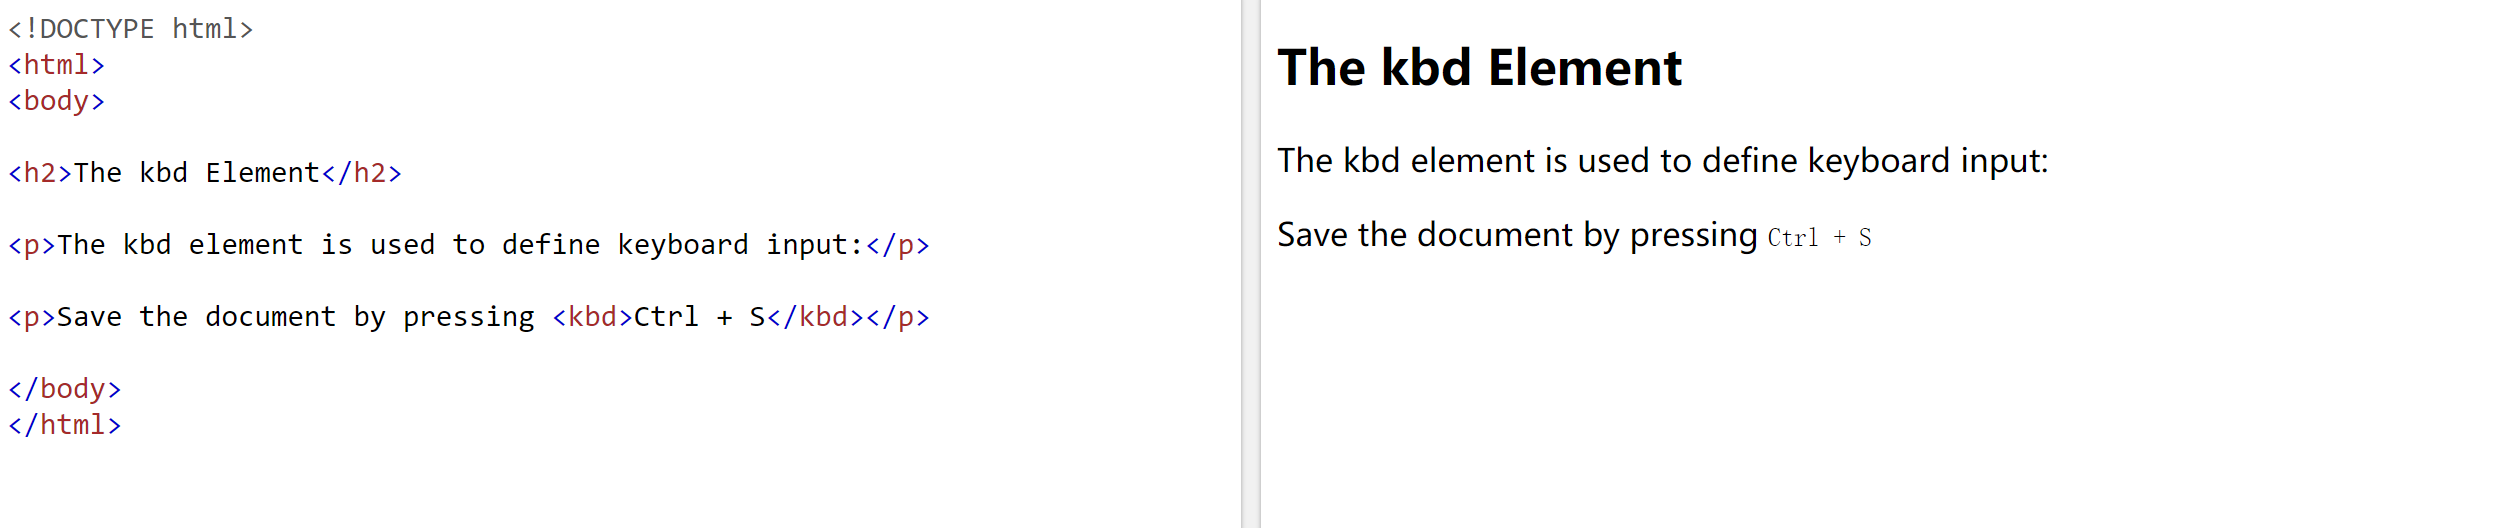 <!DOCTYPE html>
<html>
<body>
<h2>The kbd Element</h2>
<p>The kbd element is used to define keyboard input:</p>
<p>Save the document by pressing <kbd>Ctrl + S</kbd></p>
</body>
</html>
The kbd Element
The kbd element is used to define keyboard input:
Save the document by pressing Ctrl + S